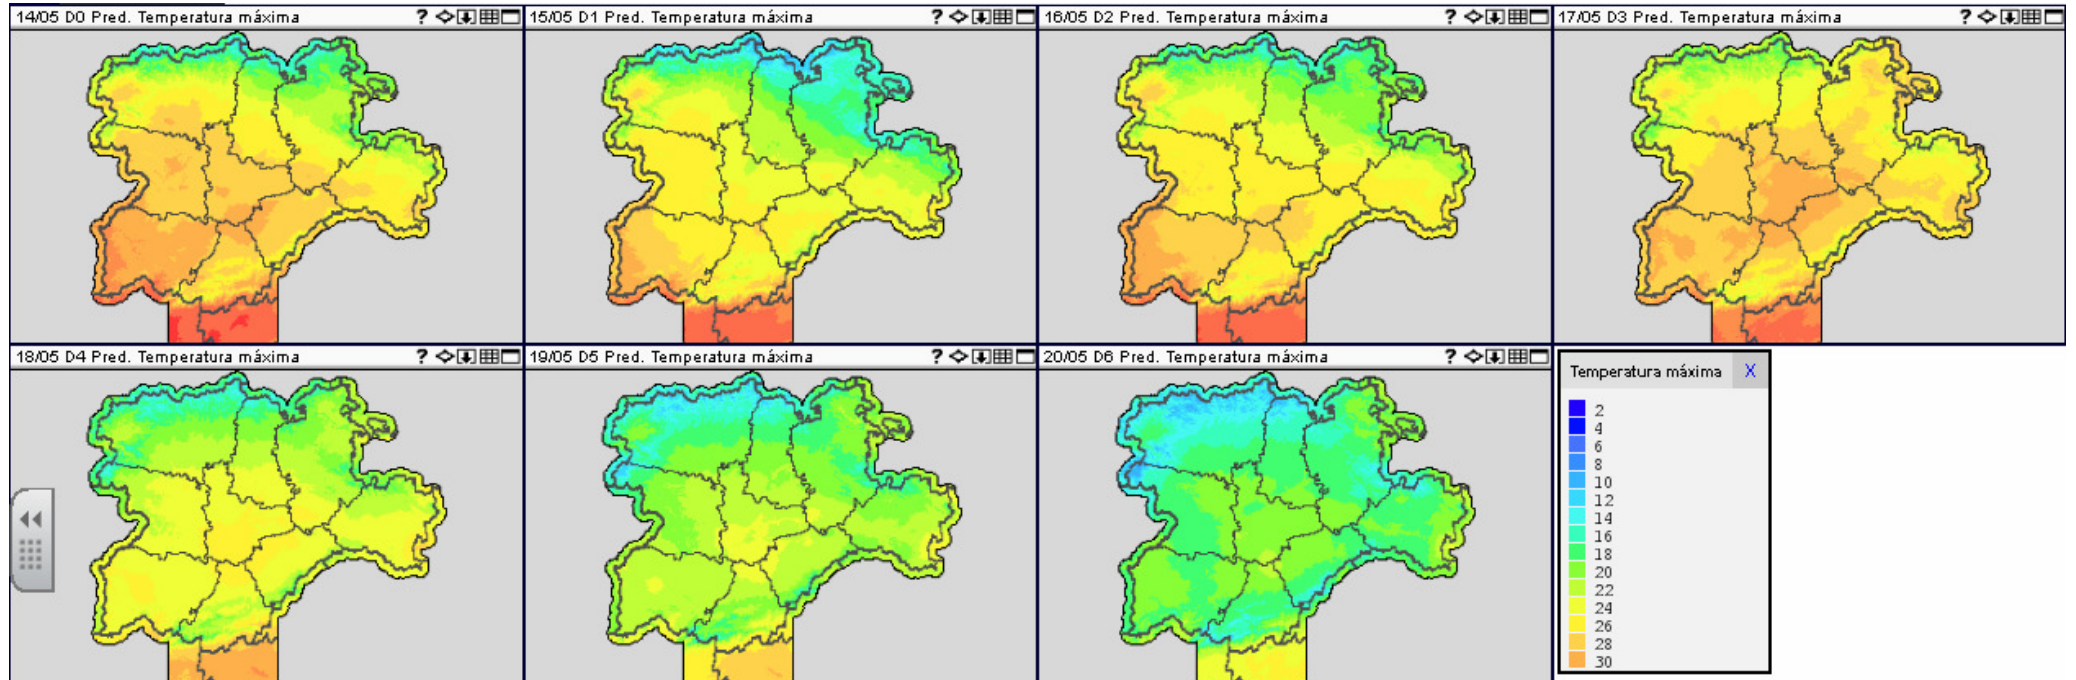 14/05 D0 Pred. Temperatura máxima ?
15/05 D1 Pred. Temperatura máxima ?
16/05 D2 Pred. Temperatura máxima ?
17/05 D3 Pred. Temperatura máxima ?
18/05 D4 Pred. Temperatura máxima ?
19/05 D5 Pred. Temperatura máxima ?
20/05 D6 Pred. Temperatura máxima ?
Temperatura máxima X
2
4
6
8
10
12
14
16
18
20
22
24
26
28
30